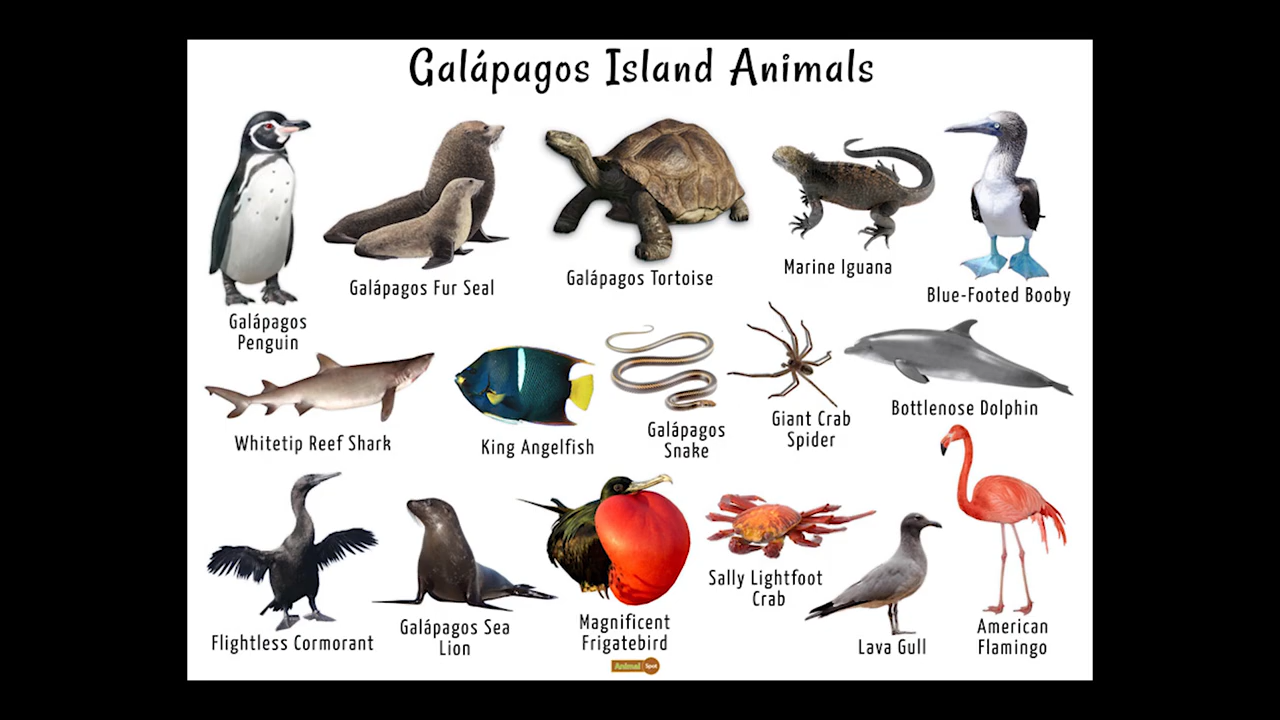 Galápagos Island Animals
Galápagos
Penguin
Galápagos Fur Seal
Galápagos Tortoise
Marine Iguana
Blue-Footed Booby
Whitetip Reef Shark
King Angelfish
Galápagos
Snake
Giant Crab
Spider
Bottlenose Dolphin
Flightless Cormorant
Galápagos Sea
Lion
Magnificent
Frigatebird
Sally Lightfoot
Crab
Lava Gull
American
Flamingo
Animal Spot